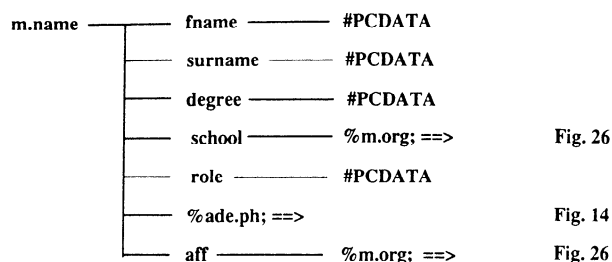 m.name fname #PCDATA
surname #PCDATA
degree #PCDATA
school %m.org; ==> Fig. 26
role #PCDATA
%ade.ph; ==> Fig. 14
aff %m.org; ==> Fig. 26